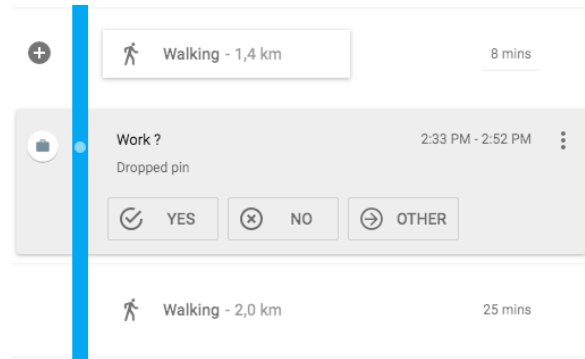 Walking - 1,4 km 8 mins
Work ? 2:33 PM - 2:52 PM
Dropped pin
YES NO OTHER
Walking - 2,0 km 25 mins